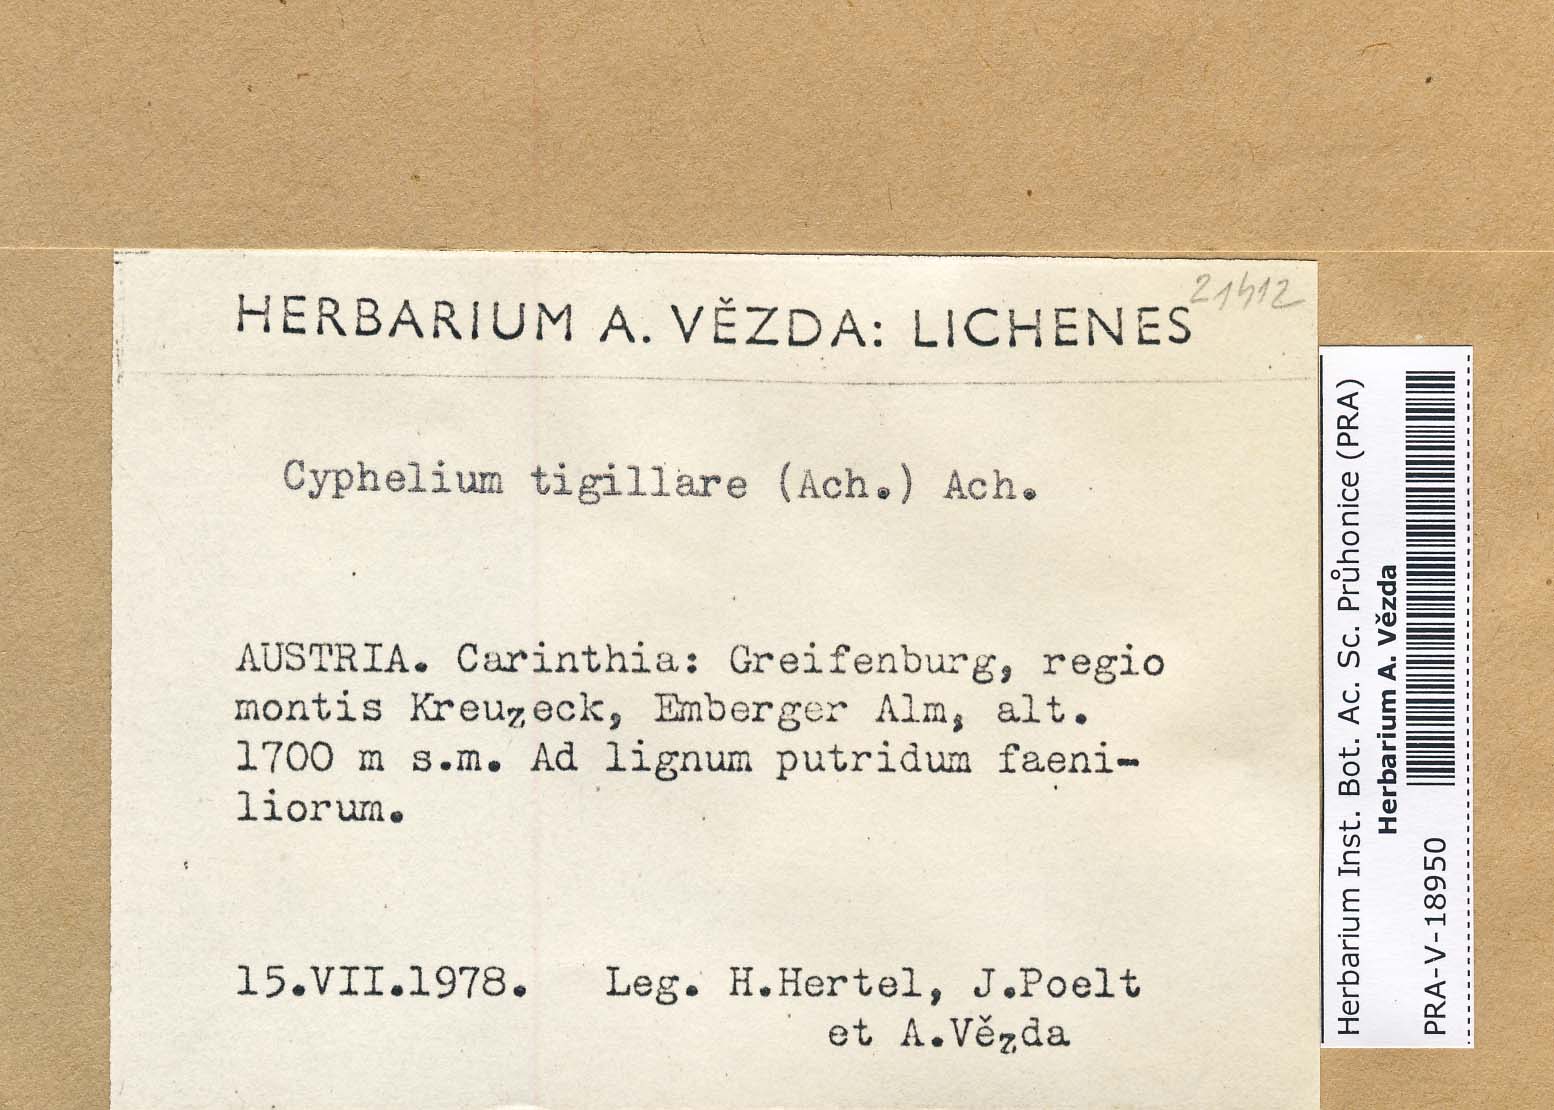 21412
HERBARIUM A. VĚZDA: LICHENES
Cyphelium tigillare (Ach.) Ach.
AUSTRIA. Carinthia: Greifenburg, regio
montis Kreuzeck, Emberger Alm, alt.
1700 m s.m. Ad lignum putridum faeni-
liorum.
15.VII.1978. Leg. H.Hertel, J.Poelt
et A.Vězda
Herbarium Inst. Bot. Ac. Sc. Průhonice (PRA)
Herbarium A. Vězda
PRA-V-18950